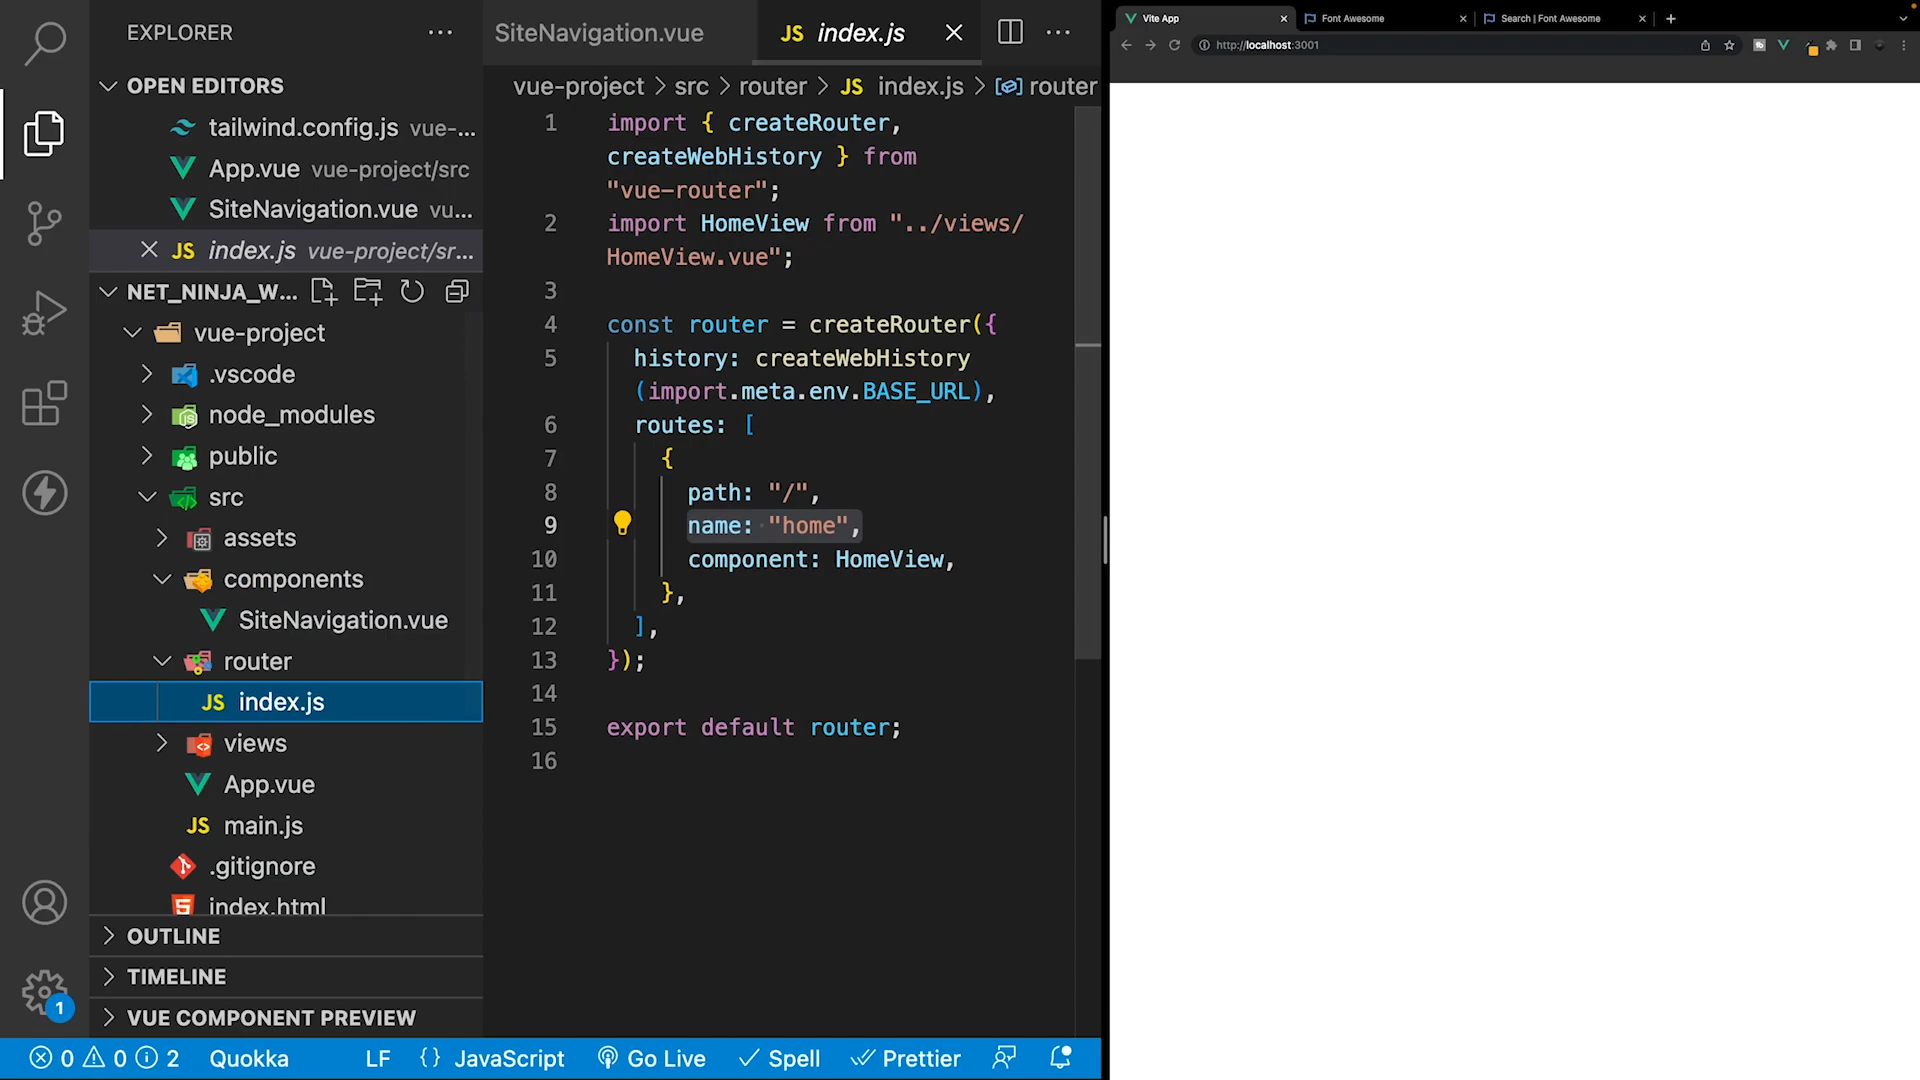 EXPLORER
OPEN EDITORS
tailwind.config.js vue-...
App.vue vue-project/src
SiteNavigation.vue vu...
JS index.js vue-project/sr...
NET_NINJA_W...
vue-project
.vscode
node_modules
public
src
assets
components
SiteNavigation.vue
router
JS index.js
views
App.vue
JS main.js
.gitignore
index.html
OUTLINE
TIMELINE
VUE COMPONENT PREVIEW
1
SiteNavigation.vue JS index.js
vue-project > src > router > JS index.js > router
1 import { createRouter,
createWebHistory } from
"vue-router";
2 import HomeView from "../views/
HomeView.vue";
3
4 const router = createRouter({
5 history: createWebHistory
(import.meta.env.BASE_URL),
6 routes: [
7 {
8 path: "/",
9 name: "home",
10 component: HomeView,
11 },
12 ],
13 });
14
15 export default router;
16
0 0 2 Quokka LF {} JavaScript Go Live Spell Prettier
Vite App Font Awesome Search | Font Awesome
http://localhost:3001